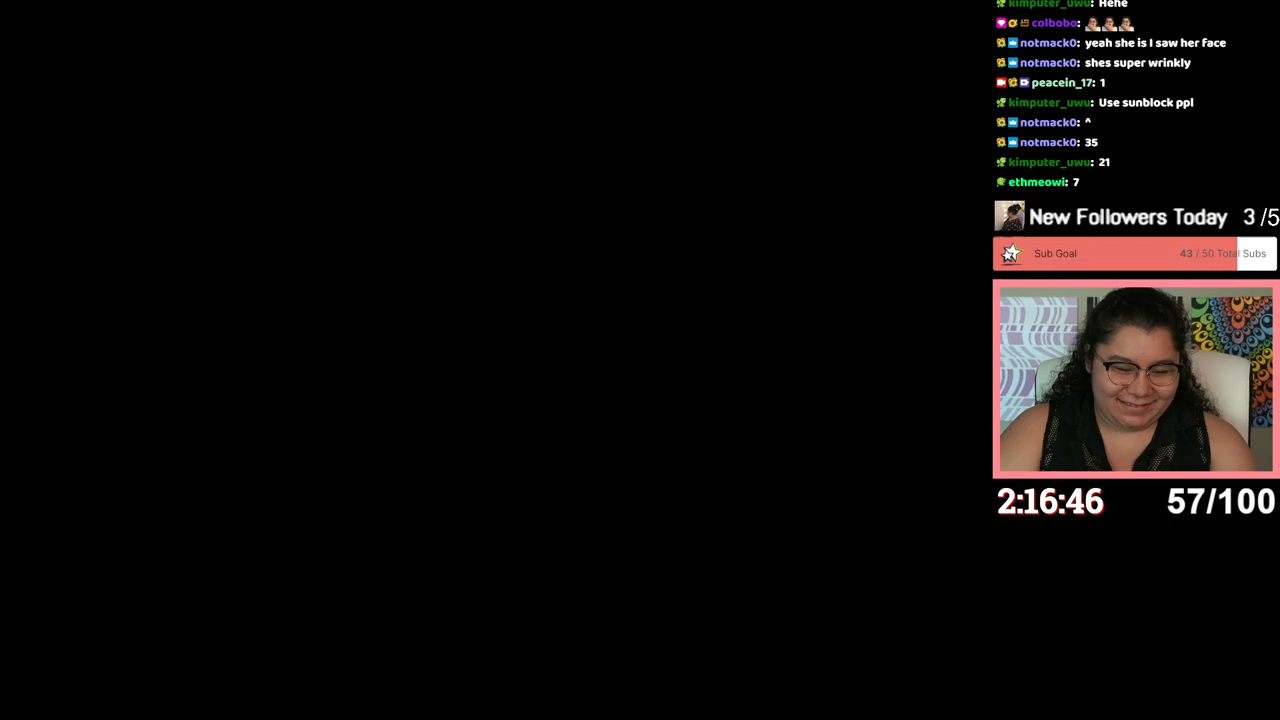 kimputer_uwu: Hehe
colbobo:
notmack0: yeah she is I saw her face
notmack0: shes super wrinkly
peacein_17: 1
kimputer_uwu: Use sunblock ppl
notmack0: ^
notmack0: 35
kimputer_uwu: 21
ethmeowi: 7
New Followers Today 3 /5
Sub Goal 43 / 50 Total Subs
2:16:46 57/100